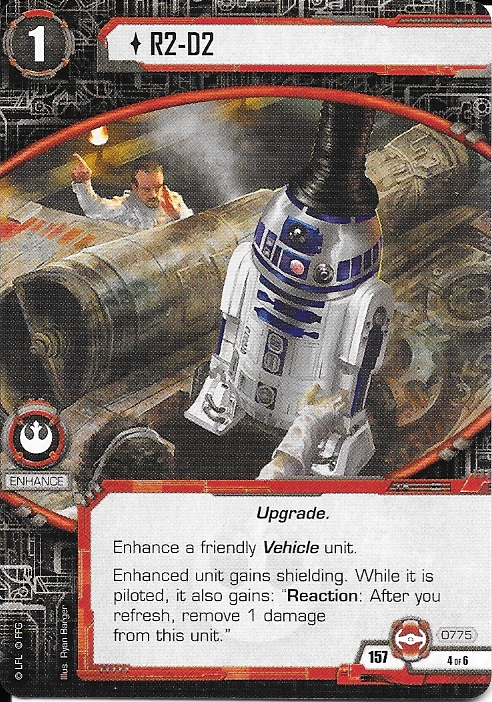 1
R2-D2
ENHANCE
Upgrade.
Enhance a friendly Vehicle unit.
Enhanced unit gains shielding. While it is
piloted, it also gains: “Reaction: After you
refresh, remove 1 damage
from this unit.”
157
0775
4 OF 6
© LFL © FFG
Illus. Ryan Barger